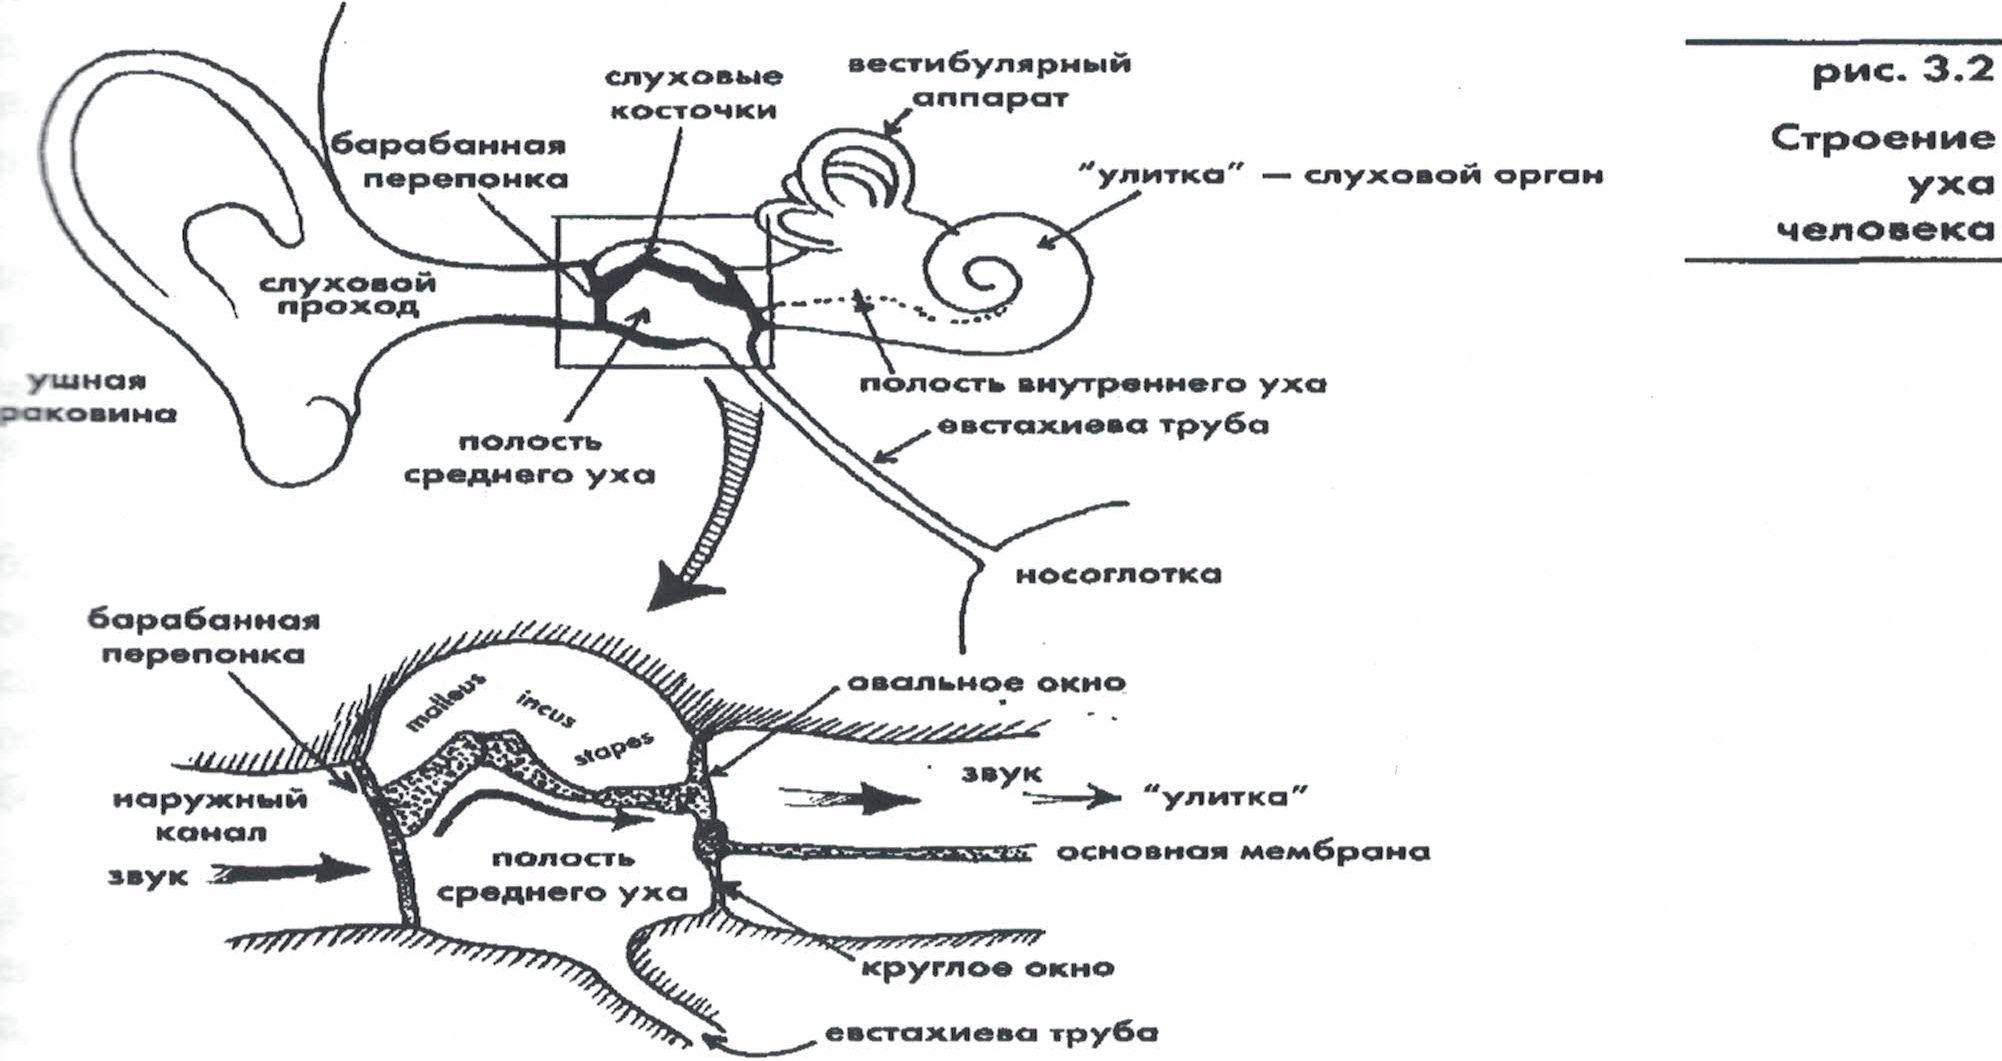 рис. 3.2
Строение
уха
человека
слуховые
косточки
вестибулярный
аппарат
барабанная
перепонка
"улитка" — слуховой орган
слуховой
проход
ушная
раковина
полость внутреннего уха
евстахиева труба
полость
среднего уха
носоглотка
барабанная
перепонка
malleus
incus
stapes
овальное окно
наружный
канал
звук
звук
"улитка"
основная мембрана
полость
среднего уха
круглое окно
евстахиева труба